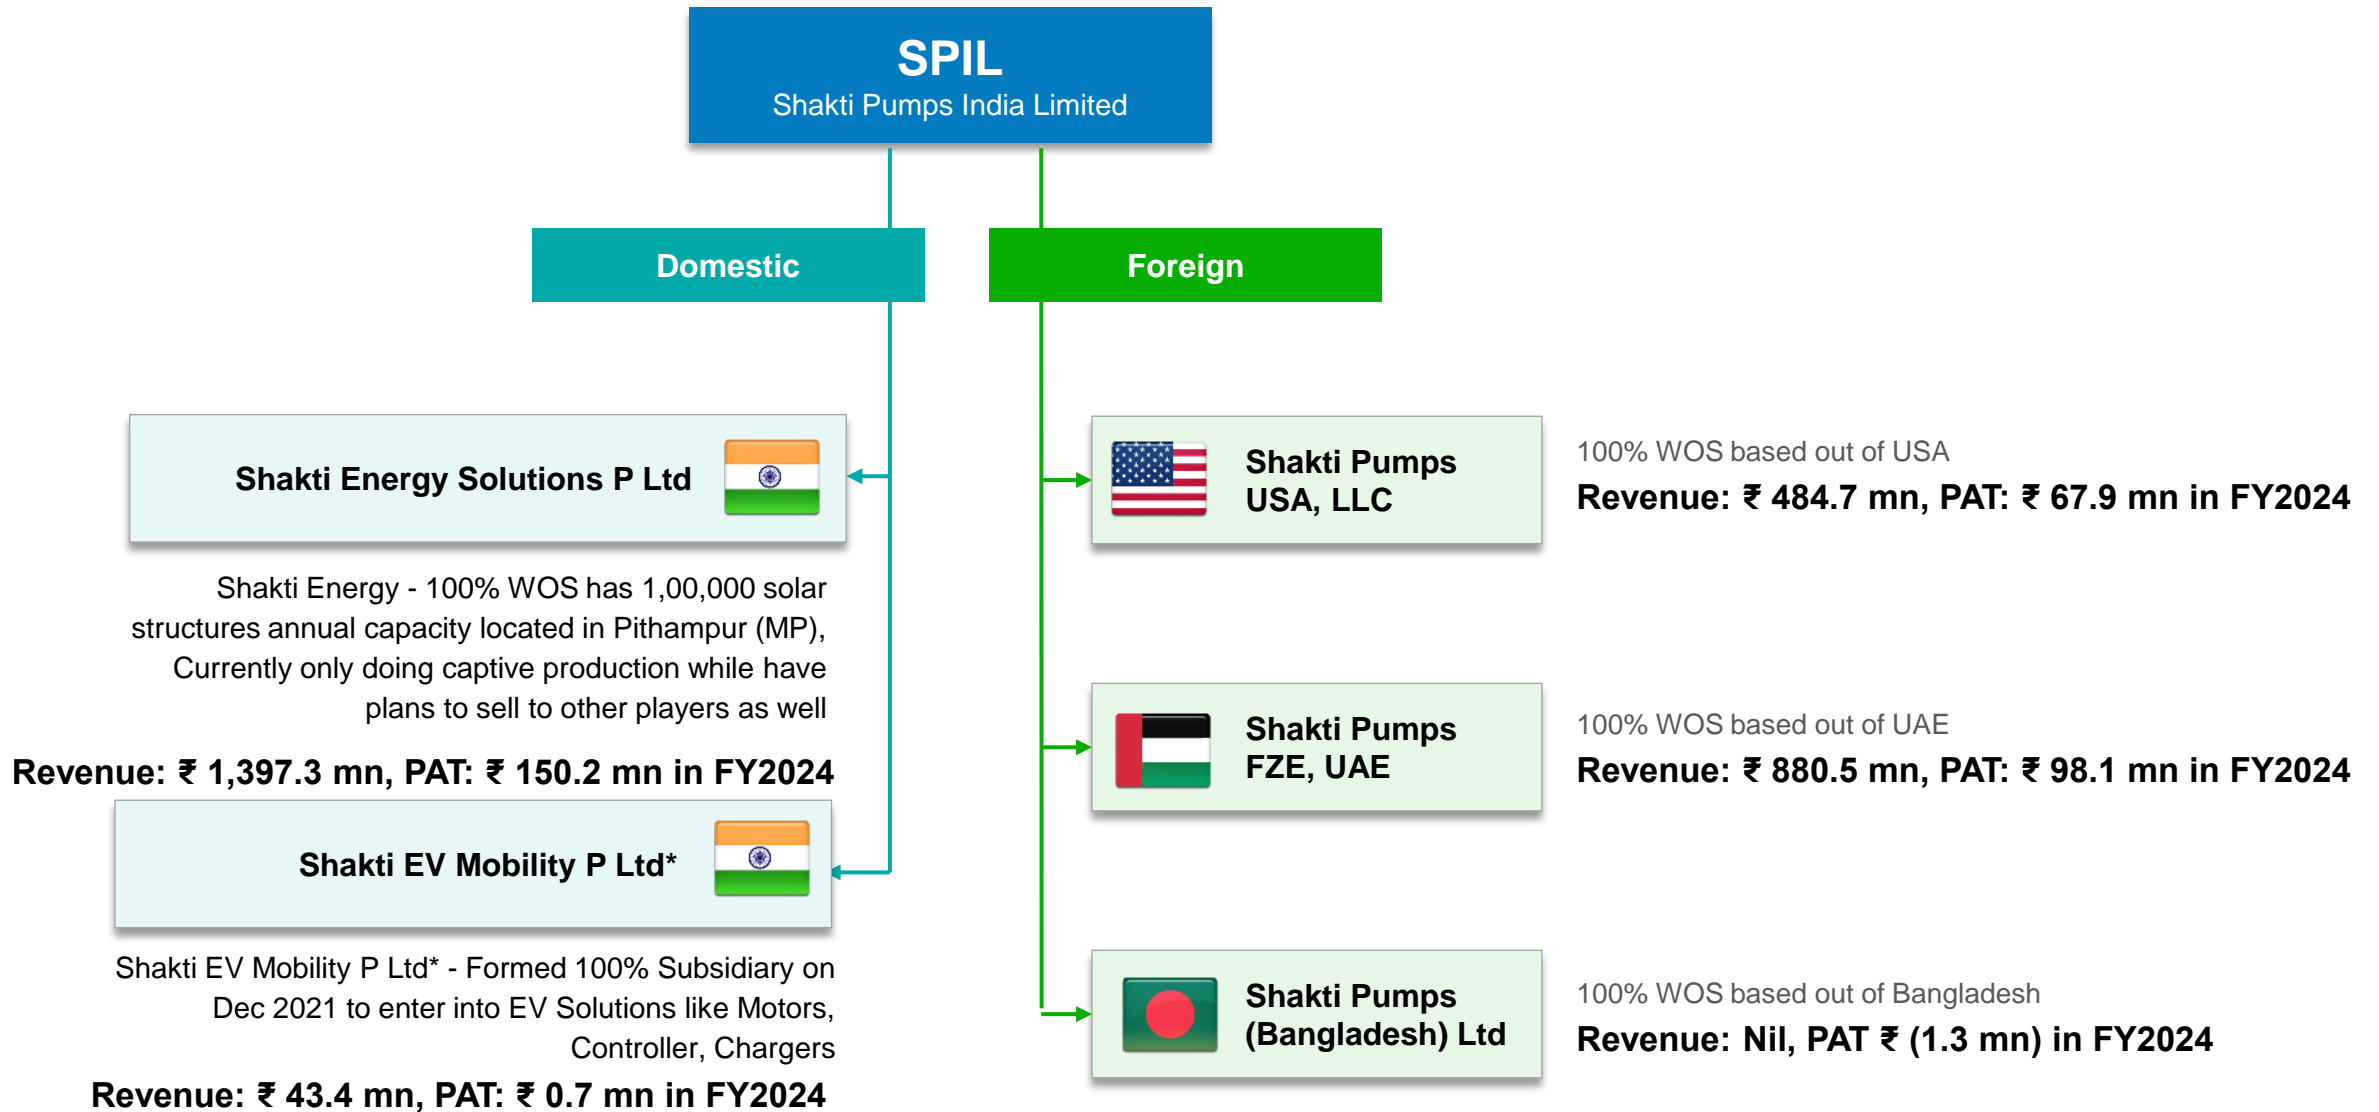 SPIL
Shakti Pumps India Limited
Domestic
Foreign
Shakti Energy Solutions P Ltd
Shakti Energy - 100% WOS has 1,00,000 solar
structures annual capacity located in Pithampur (MP),
Currently only doing captive production while have
plans to sell to other players as well
Revenue: ₹ 1,397.3 mn, PAT: ₹ 150.2 mn in FY2024
Shakti EV Mobility P Ltd*
Shakti EV Mobility P Ltd* - Formed 100% Subsidiary on
Dec 2021 to enter into EV Solutions like Motors,
Controller, Chargers
Revenue: ₹ 43.4 mn, PAT: ₹ 0.7 mn in FY2024
Shakti Pumps
USA, LLC
100% WOS based out of USA
Revenue: ₹ 484.7 mn, PAT: ₹ 67.9 mn in FY2024
Shakti Pumps
FZE, UAE
100% WOS based out of UAE
Revenue: ₹ 880.5 mn, PAT: ₹ 98.1 mn in FY2024
Shakti Pumps
(Bangladesh) Ltd
100% WOS based out of Bangladesh
Revenue: Nil, PAT ₹ (1.3 mn) in FY2024